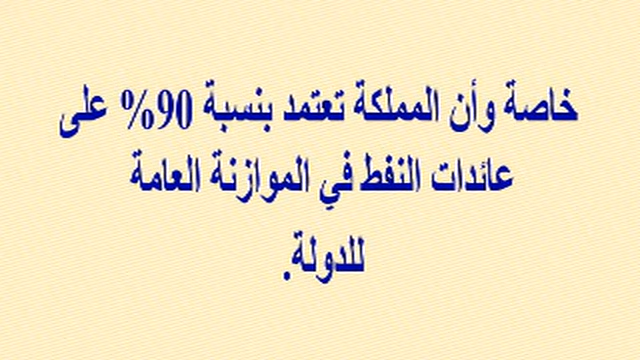 خاصة وأن المملكة تعتمد بنسبة 90% على
عائدات النفط في الموازنة العامة
للدولة.